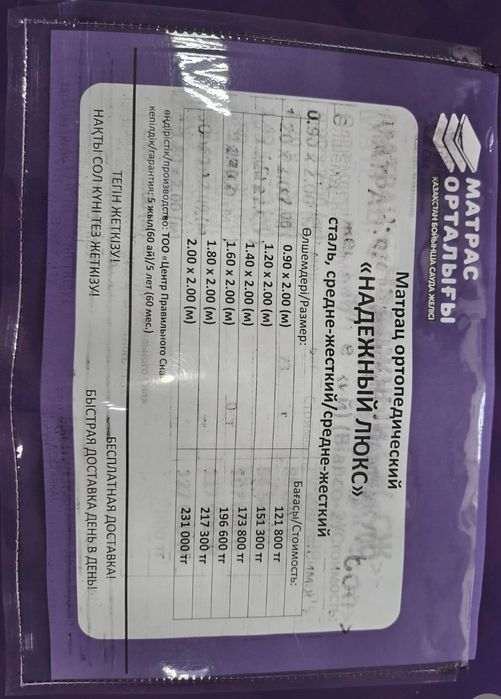 МАТРАС
ОРТАЛЫҒЫ
ҚАЗАҚСТАН БОЙЫНША САУДА ЖЕЛІСІ
Матрац ортопедический
«НАДЕЖНЫЙ ЛЮКС»
сталь, средне-жесткий/средне-жесткий
Өлшемдері/Размер: Бағасы/Стоимость:
0.90 x 2.00 (м) 121 800 тг
1.20 x 2.00 (м) 151 300 тг
1.40 x 2.00 (м) 173 800 тг
1.60 x 2.00 (м) 196 600 тг
1.80 x 2.00 (м) 217 300 тг
2.00 x 2.00 (м) 231 000 тг
өндірістік/производство: ТОО «Центр Правильного Сна»
кепілдік/гарантия: 5 жыл(60 ай)/5 лет (60 мес.)
ТЕГІН ЖЕТКІЗУ! БЕСПЛАТНАЯ ДОСТАВКА!
НАҚТЫ СОЛ КҮНІ ТЕЗ ЖЕТКІЗУ! БЫСТРАЯ ДОСТАВКА ДЕНЬ В ДЕНЬ!